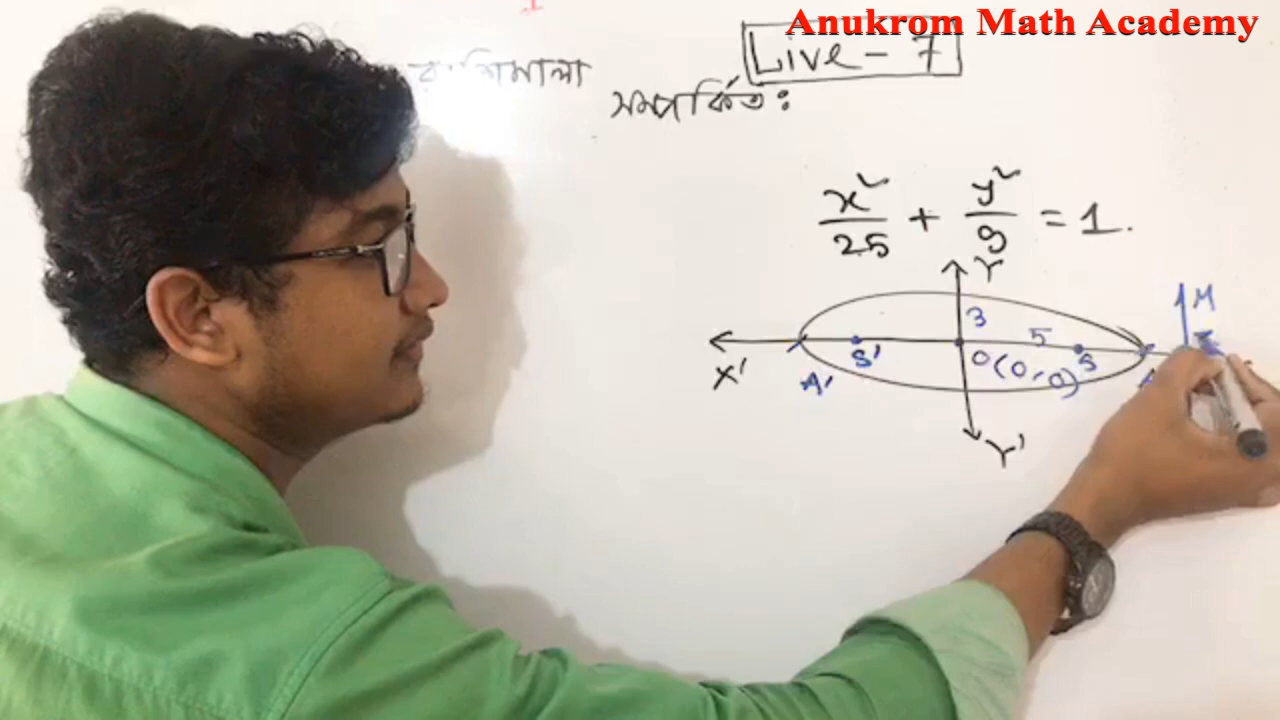 Anukrom Math Academy
Live - 7
রাশিমালা
সম্পর্কিত :
x²/25 + y²/9 = 1.
Y
M
3
5
X'
A'
S'
O(0,0)
S
Y'